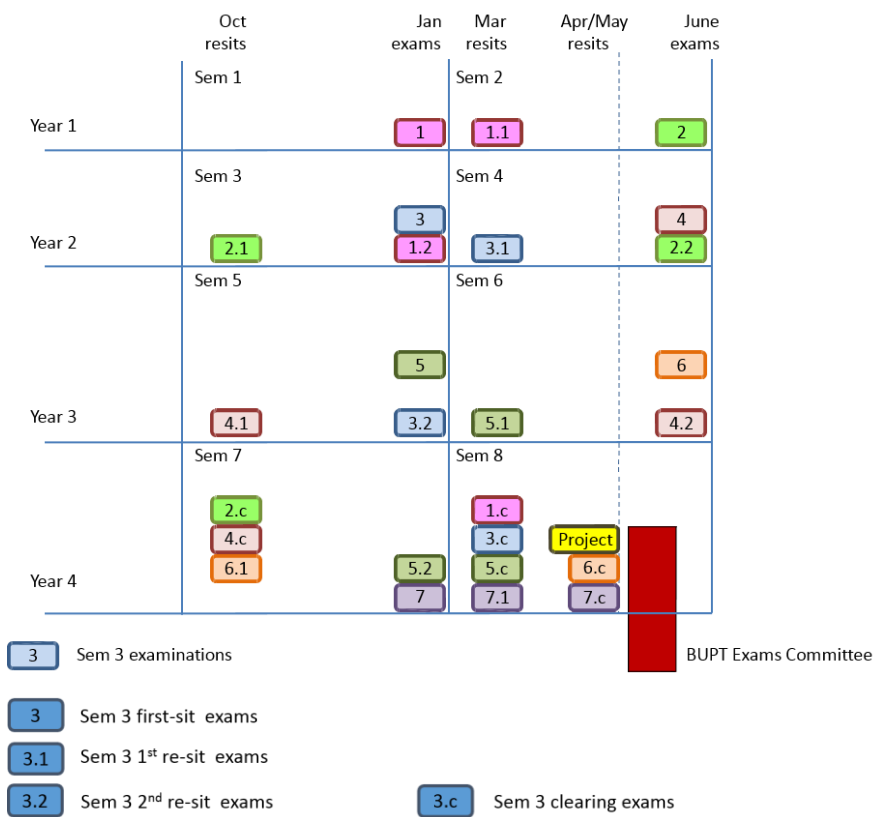 Oct
resits
Jan
exams
Mar
resits
Apr/May
resits
June
exams
Sem 1
Sem 2
Year 1
1
1.1
2
Sem 3
Sem 4
3
4
Year 2
2.1
1.2
3.1
2.2
Sem 5
Sem 6
5
6
Year 3
4.1
3.2
5.1
4.2
Sem 7
Sem 8
2.c
1.c
4.c
3.c
Project
6.1
5.2
5.c
6.c
Year 4
7
7.1
7.c
3 Sem 3 examinations
BUPT Exams Committee
3 Sem 3 first-sit exams
3.1 Sem 3 1st re-sit exams
3.2 Sem 3 2nd re-sit exams
3.c Sem 3 clearing exams